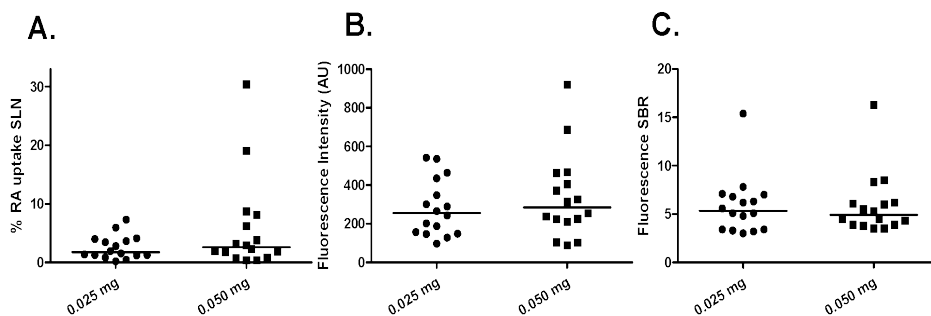 A.
% RA uptake SLN
30
20
10
0
0.025 mg
0.050 mg
B.
Fluorescence Intensity (AU)
1000
800
600
400
200
0
0.025 mg
0.050 mg
C.
Fluorescence SBR
20
15
10
5
0
0.025 mg
0.050 mg